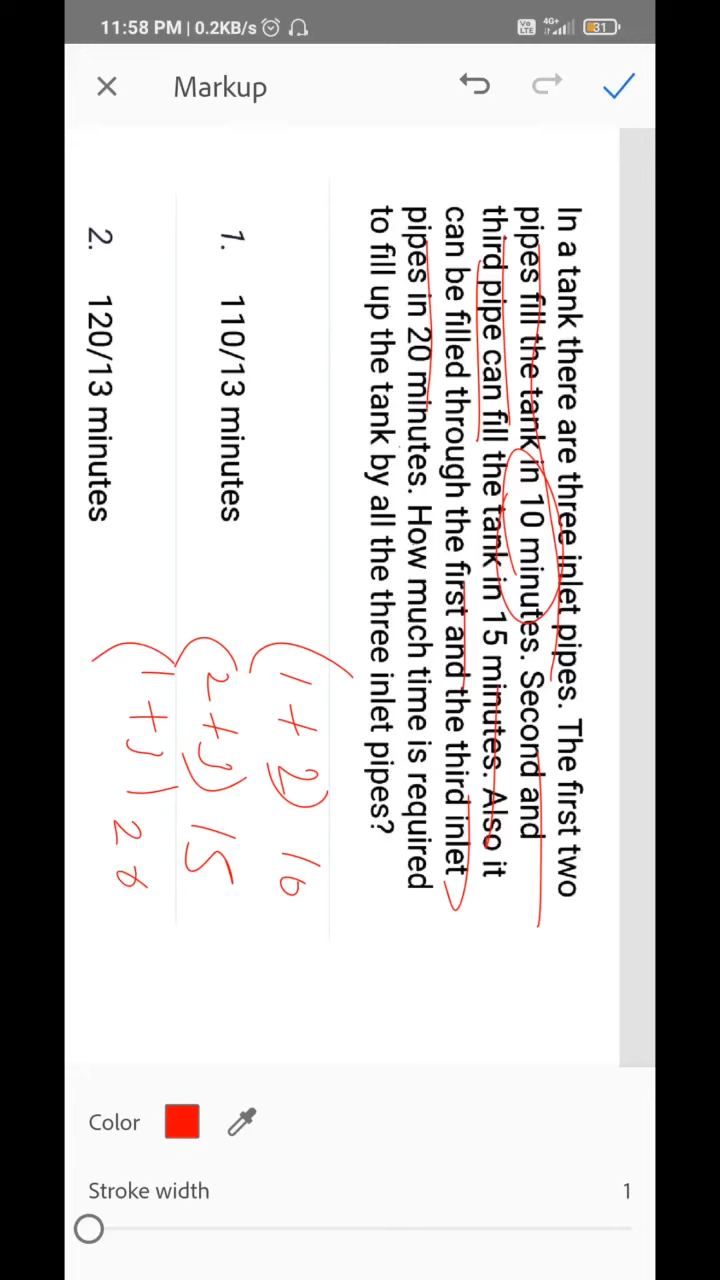 11:58 PM | 0.2KB/s
Vo LTE 4G+ 31
Markup
In a tank there are three inlet pipes. The first two
pipes fill the tank in 10 minutes. Second and
third pipe can fill the tank in 15 minutes. Also it
can be filled through the first and the third inlet
pipes in 20 minutes. How much time is required
to fill up the tank by all the three inlet pipes?
1. 110/13 minutes
2. 120/13 minutes
(1 + 2) 10
(2 + 3) 15
(1 + 3) 20
Color
Stroke width 1